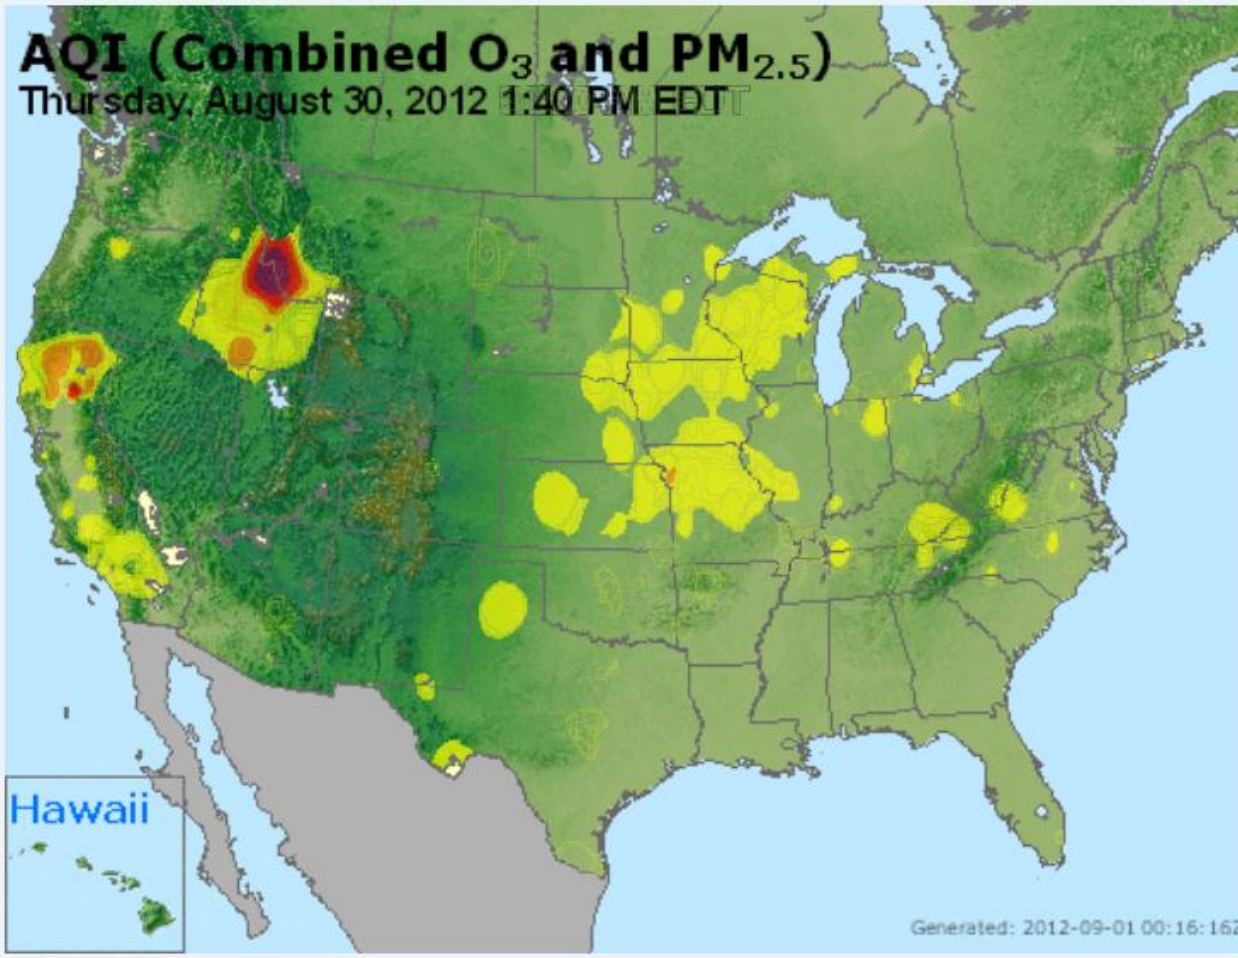 AQI (Combined O₃ and PM₂.₅)
Thursday, August 30, 2012 1:40 PM EDT
Hawaii
Generated: 2012-09-01 00:16:16Z